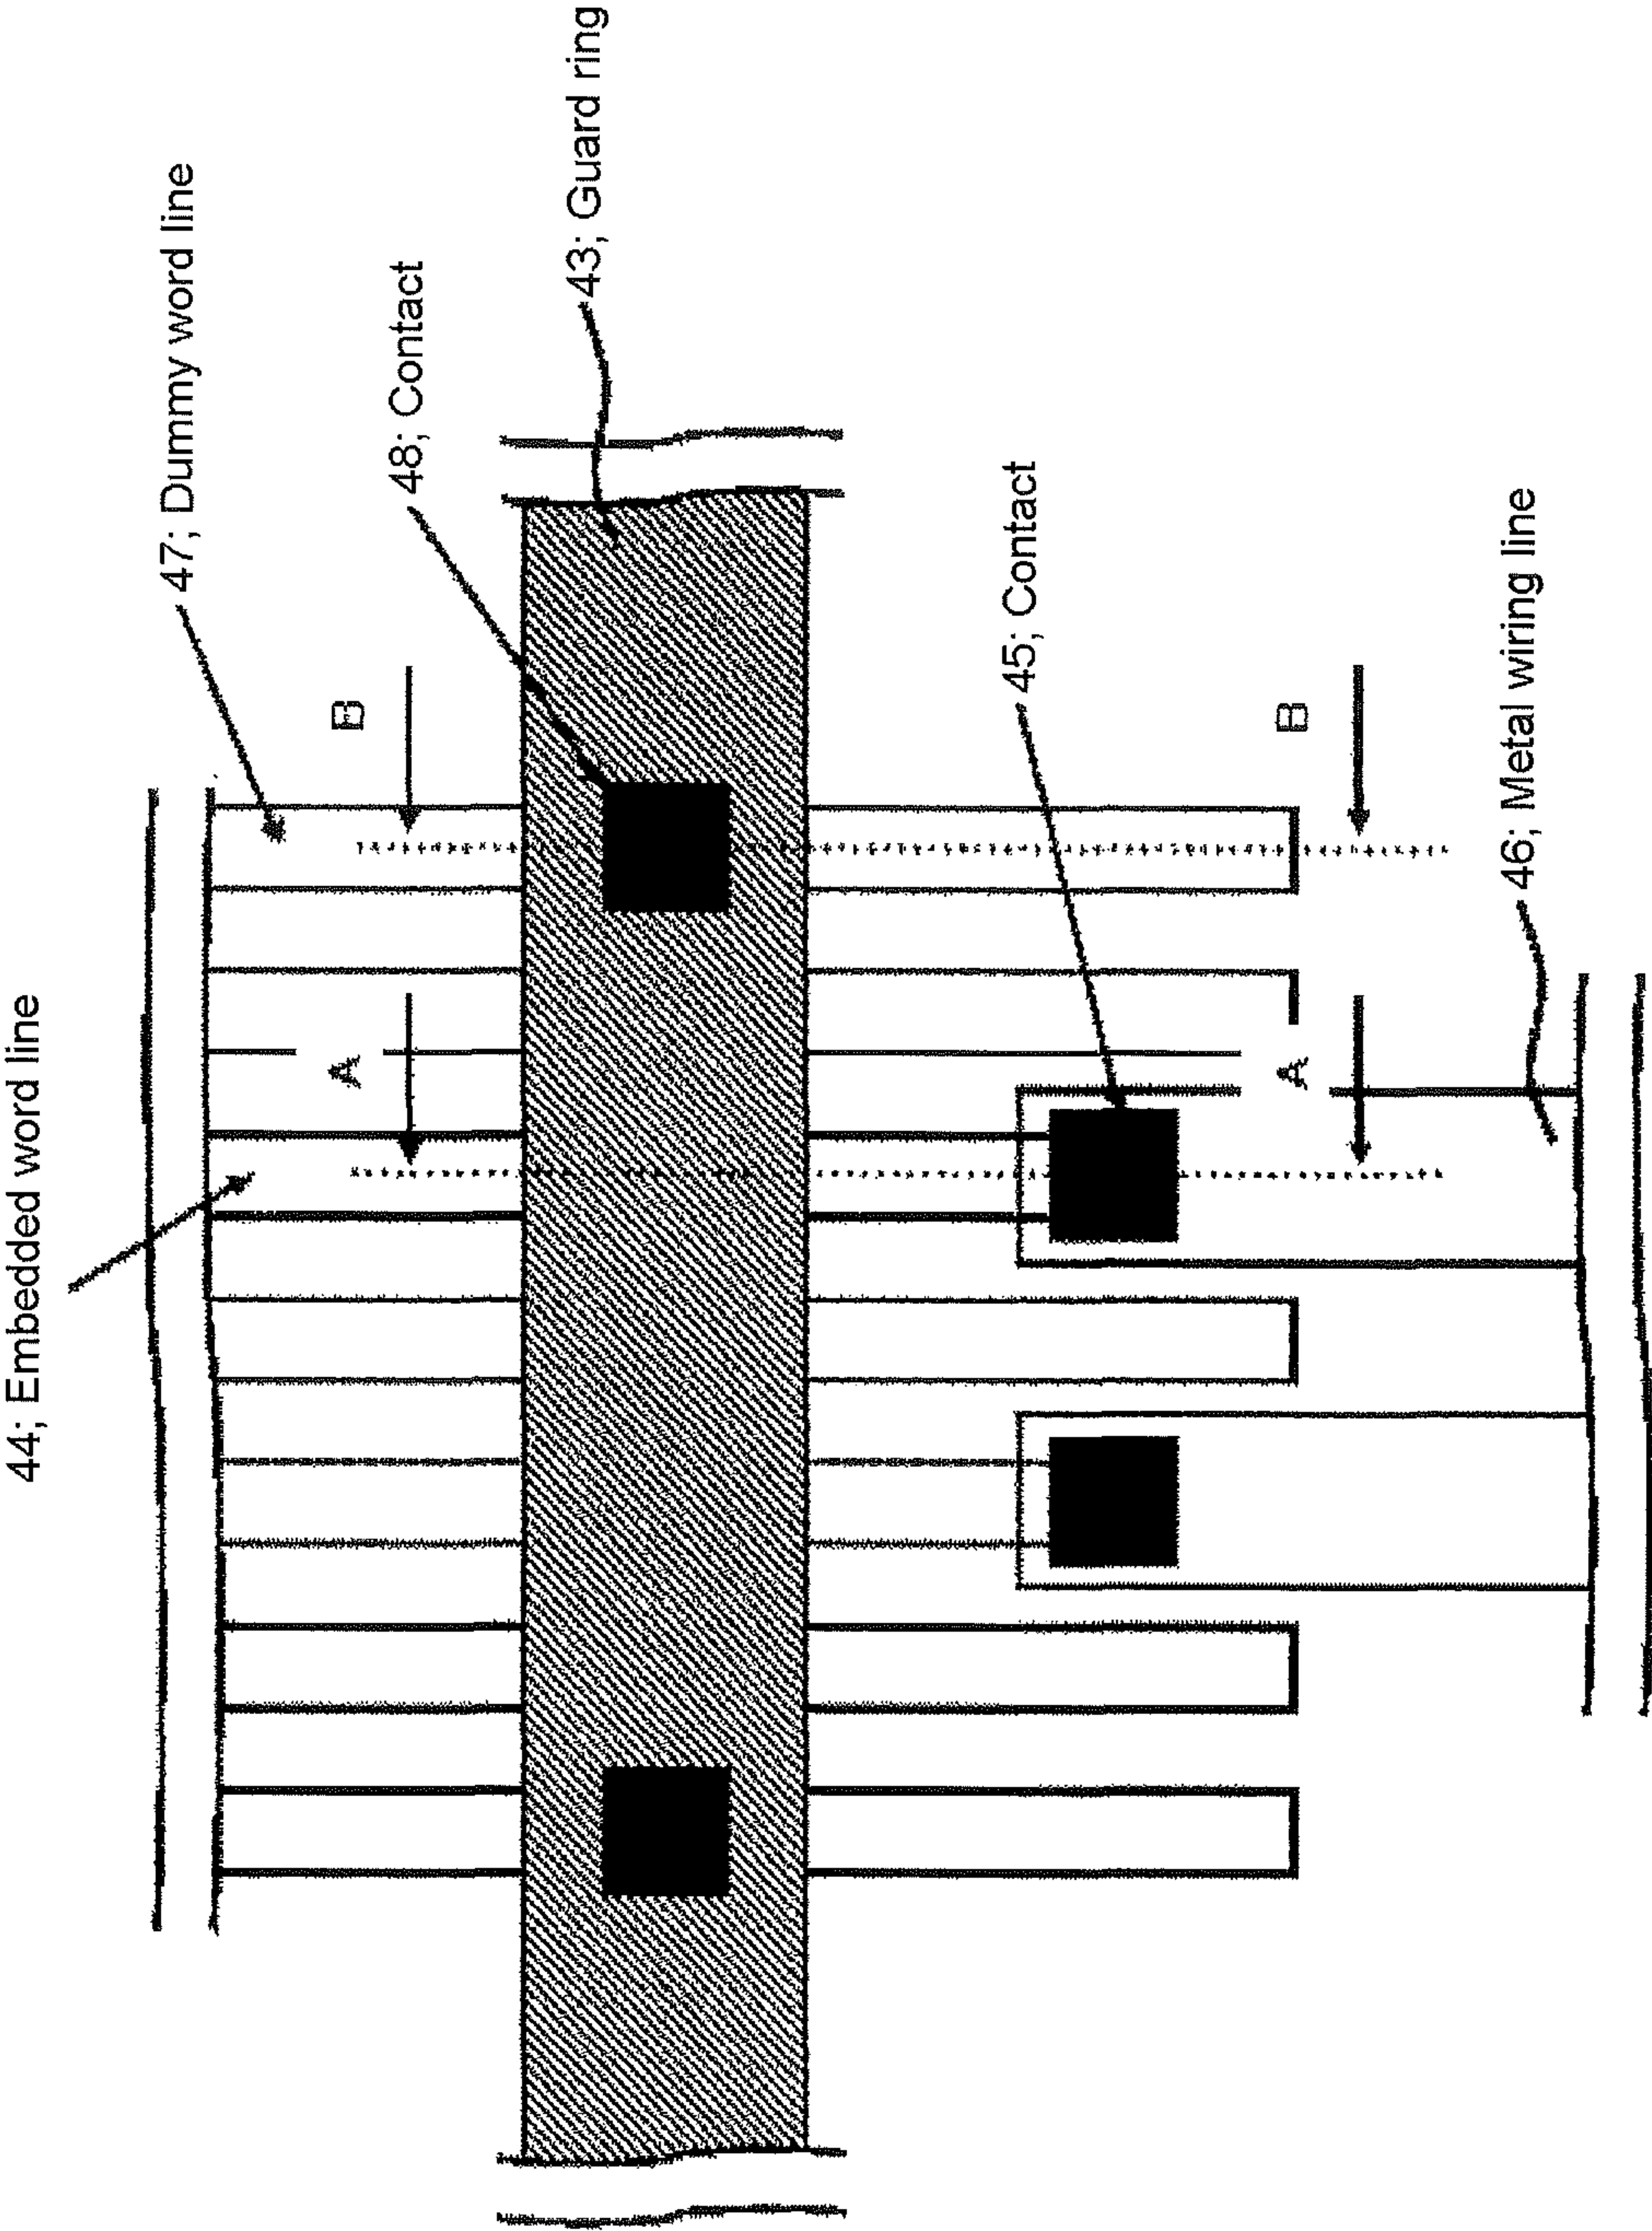 44; Embedded word line
47; Dummy word line
48; Contact
43; Guard ring
B
A
45; Contact
B
A
46; Metal wiring line